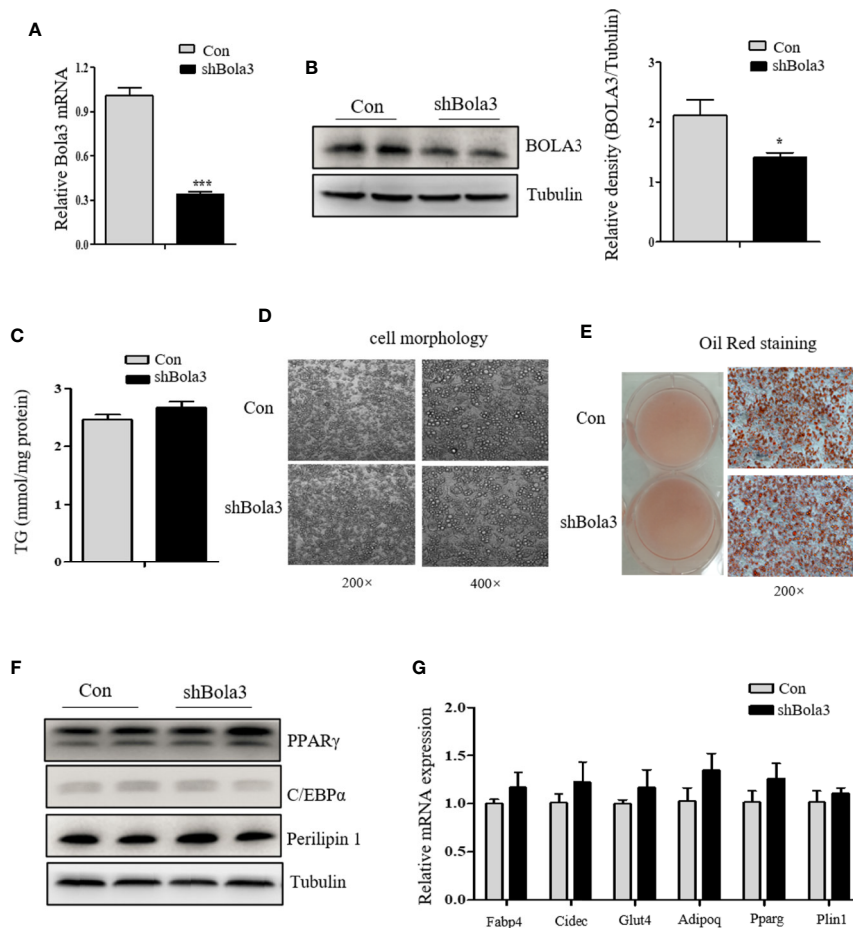 A
Con
shBola3
Relative Bola3 mRNA
1.2
0.9
0.6
0.3
0.0
***
B
Con shBola3
BOLA3
Tubulin
Con
shBola3
Relative density (BOLA3/Tubulin)
3
2
1
0
*
C
Con
shBola3
TG (mmol/mg protein)
3
2
1
0
D
cell morphology
Con
shBola3
200× 400×
E
Oil Red staining
Con
shBola3
200×
F
Con shBola3
PPARγ
C/EBPα
Perilipin 1
Tubulin
G
Con
shBola3
Relative mRNA expression
2.0
1.5
1.0
0.5
0.0
Fabp4 Cidec Glut4 Adipoq Pparg Plin1